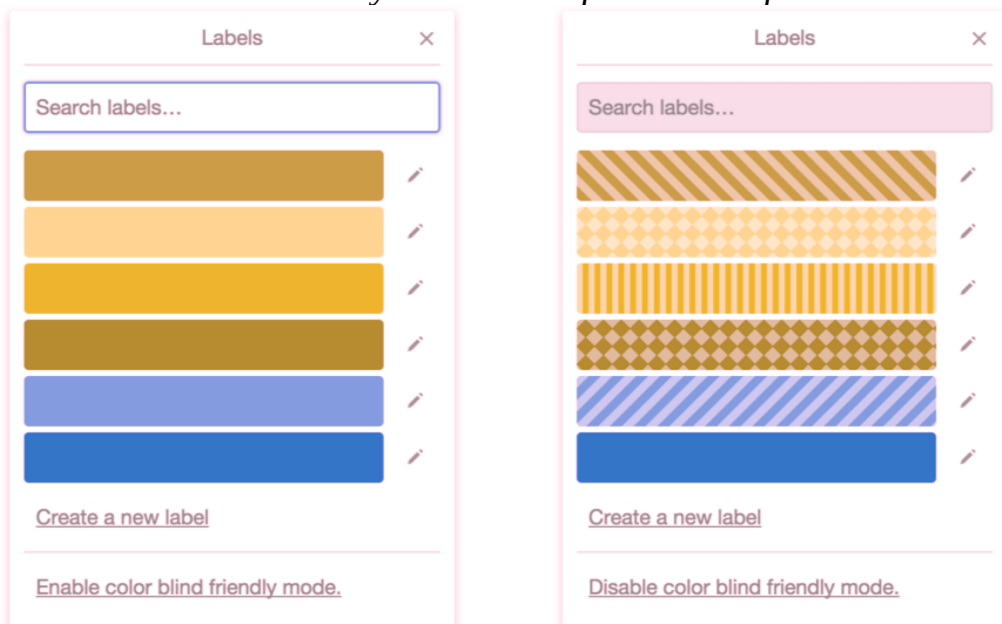 Labels ×
Search labels...
Create a new label
Enable color blind friendly mode.
Labels ×
Search labels...
Create a new label
Disable color blind friendly mode.